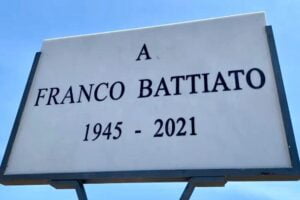 A
FRANCO BATTIATO
1945 - 2021